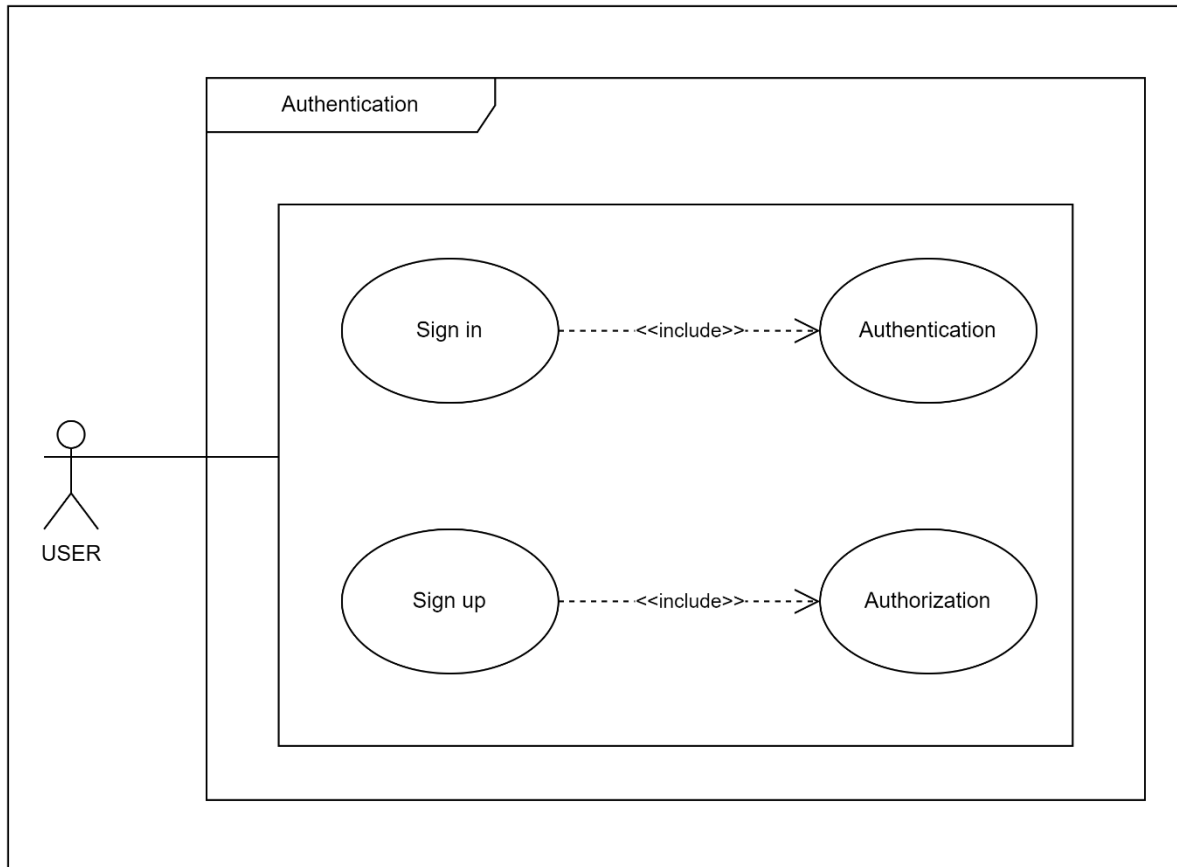 Authentication
Sign in
<<include>>
Authentication
USER
Sign up
<<include>>
Authorization